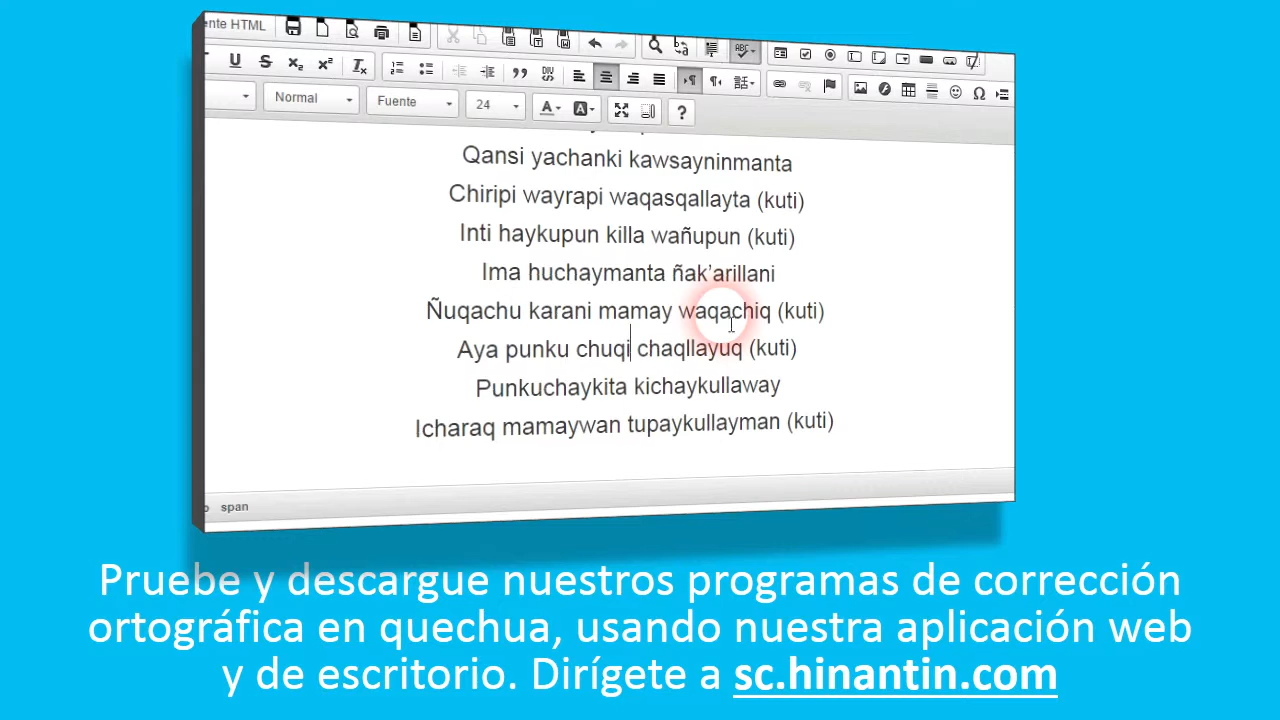 ente HTML
Normal Fuente 24
Qansi yachanki kawsayninmanta
Chiripi wayrapi waqasqallayta (kuti)
Inti haykupun killa wañupun (kuti)
Ima huchaymanta ñak'arillani
Ñuqachu karani mamay waqachiq (kuti)
Aya punku chuqi chaqllayuq (kuti)
Punkuchaykita kichaykullaway
Icharaq mamaywan tupaykullayman (kuti)
span
Pruebe y descargue nuestros programas de corrección
ortográfica en quechua, usando nuestra aplicación web
y de escritorio. Dirígete a sc.hinantin.com